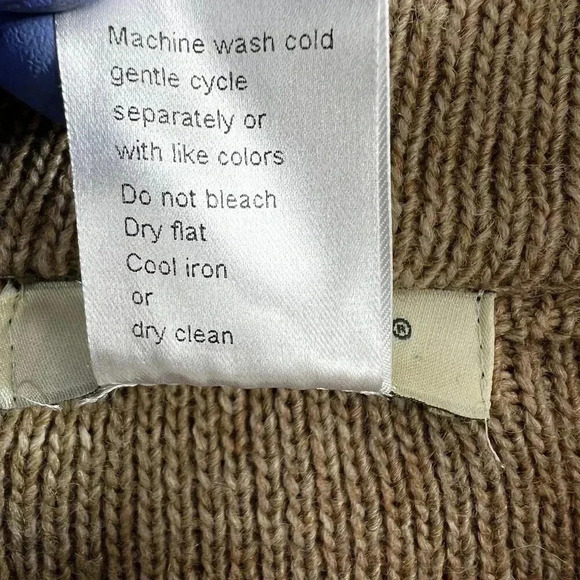 Machine wash cold
gentle cycle
separately or
with like colors
Do not bleach
Dry flat
Cool iron
or
dry clean
®